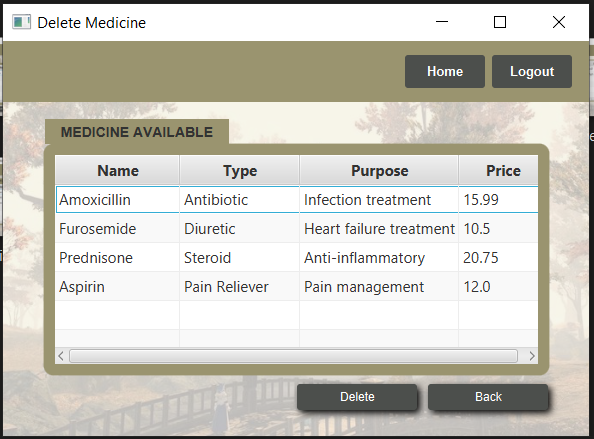 Delete Medicine
Home Logout
MEDICINE AVAILABLE
Name Type Purpose Price
Amoxicillin Antibiotic Infection treatment 15.99
Furosemide Diuretic Heart failure treatment 10.5
Prednisone Steroid Anti-inflammatory 20.75
Aspirin Pain Reliever Pain management 12.0
Delete Back